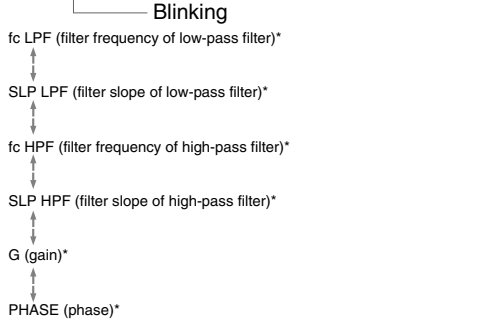 Blinking
fc LPF (filter frequency of low-pass filter)*
SLP LPF (filter slope of low-pass filter)*
fc HPF (filter frequency of high-pass filter)*
SLP HPF (filter slope of high-pass filter)*
G (gain)*
PHASE (phase)*